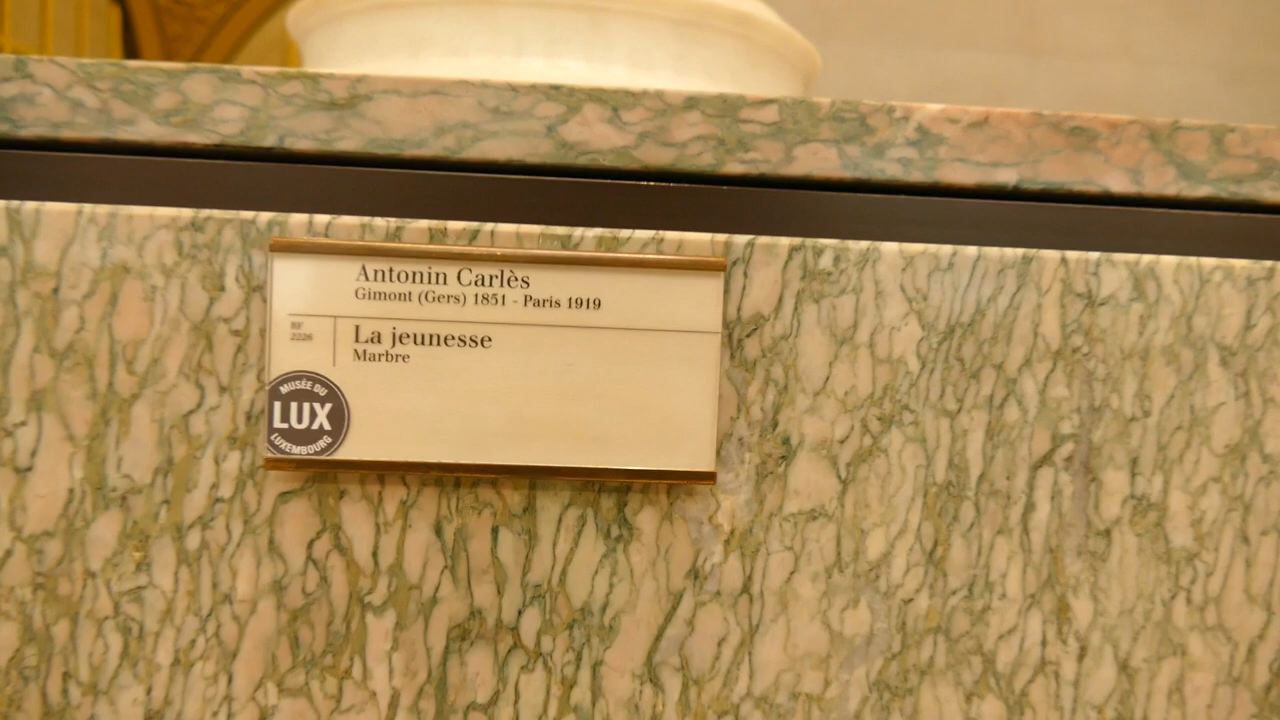 Antonin Carlès
Gimont (Gers) 1851 - Paris 1919
RF
2226
La jeunesse
Marbre
MUSÉE DU
LUX
LUXEMBOURG